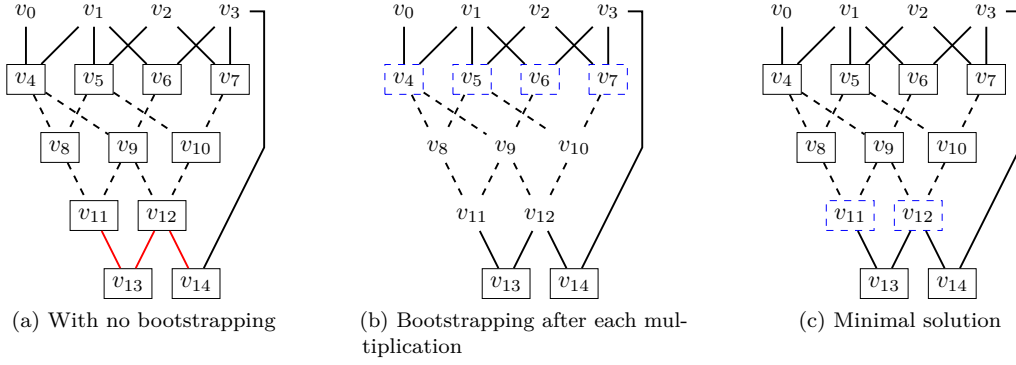 v0 v1 v2 v3
v4 v5 v6 v7
v8 v9 v10
v11 v12
v13 v14
(a) With no bootstrapping
v0 v1 v2 v3
v4 v5 v6 v7
v8 v9 v10
v11 v12
v13 v14
(b) Bootstrapping after each mul-
tiplication
v0 v1 v2 v3
v4 v5 v6 v7
v8 v9 v10
v11 v12
v13 v14
(c) Minimal solution